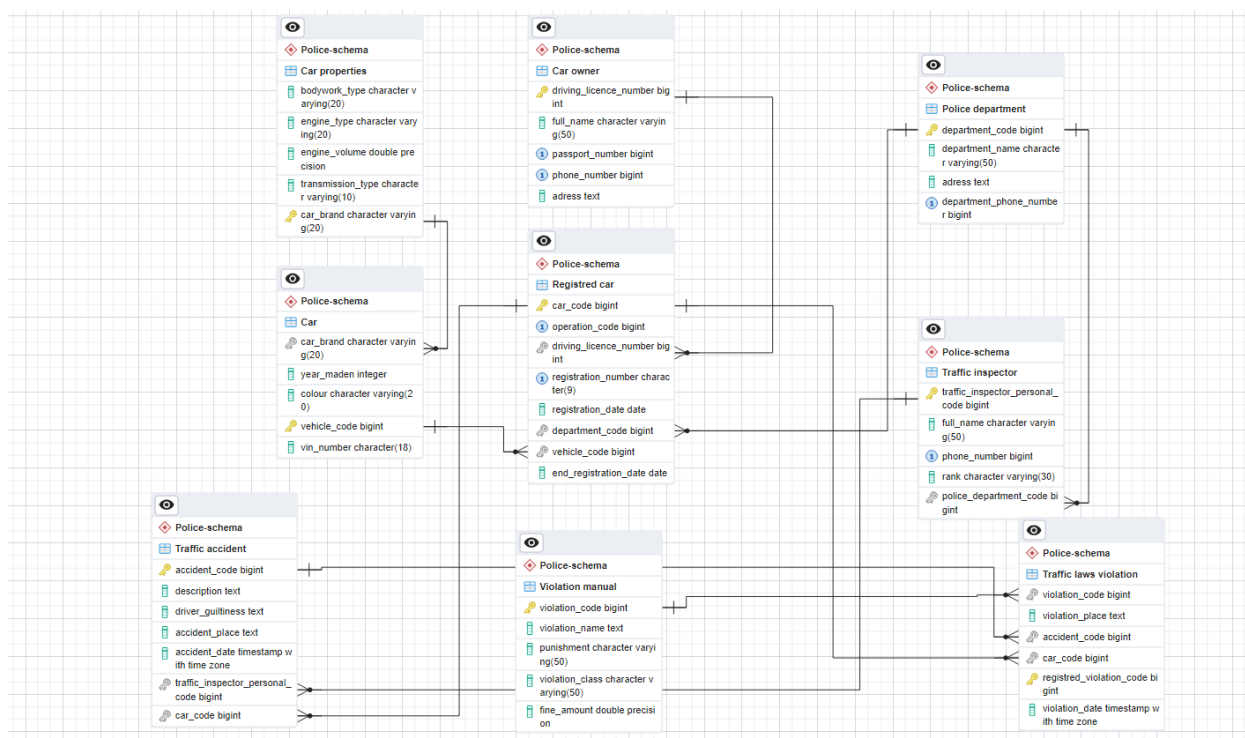 Police-schema
Car properties
bodywork_type character v
arying(20)
engine_type character vary
ing(20)
engine_volume double pre
cision
transmission_type characte
r varying(10)
car_brand character varyin
g(20)
Police-schema
Car owner
driving_licence_number big
int
full_name character varyin
g(50)
passport_number bigint
phone_number bigint
adress text
Police-schema
Police department
department_code bigint
department_name characte
r varying(50)
adress text
department_phone_numbe
r bigint
Police-schema
Car
car_brand character varyin
g(20)
year_maden integer
colour character varying(2
0)
vehicle_code bigint
vin_number character(18)
Police-schema
Registred car
car_code bigint
operation_code bigint
driving_licence_number big
int
registration_number charac
ter(9)
registration_date date
department_code bigint
vehicle_code bigint
end_registration_date date
Police-schema
Traffic inspector
traffic_inspector_personal_
code bigint
full_name character varyin
g(50)
phone_number bigint
rank character varying(30)
police_department_code bi
gint
Police-schema
Traffic accident
accident_code bigint
description text
driver_guiltiness text
accident_place text
accident_date timestamp w
ith time zone
traffic_inspector_personal_
code bigint
car_code bigint
Police-schema
Violation manual
violation_code bigint
violation_name text
punishment character varyi
ng(50)
violation_class character v
arying(50)
fine_amount double precisi
on
Police-schema
Traffic laws violation
violation_code bigint
violation_place text
accident_code bigint
car_code bigint
registred_violation_code bi
gint
violation_date timestamp w
ith time zone